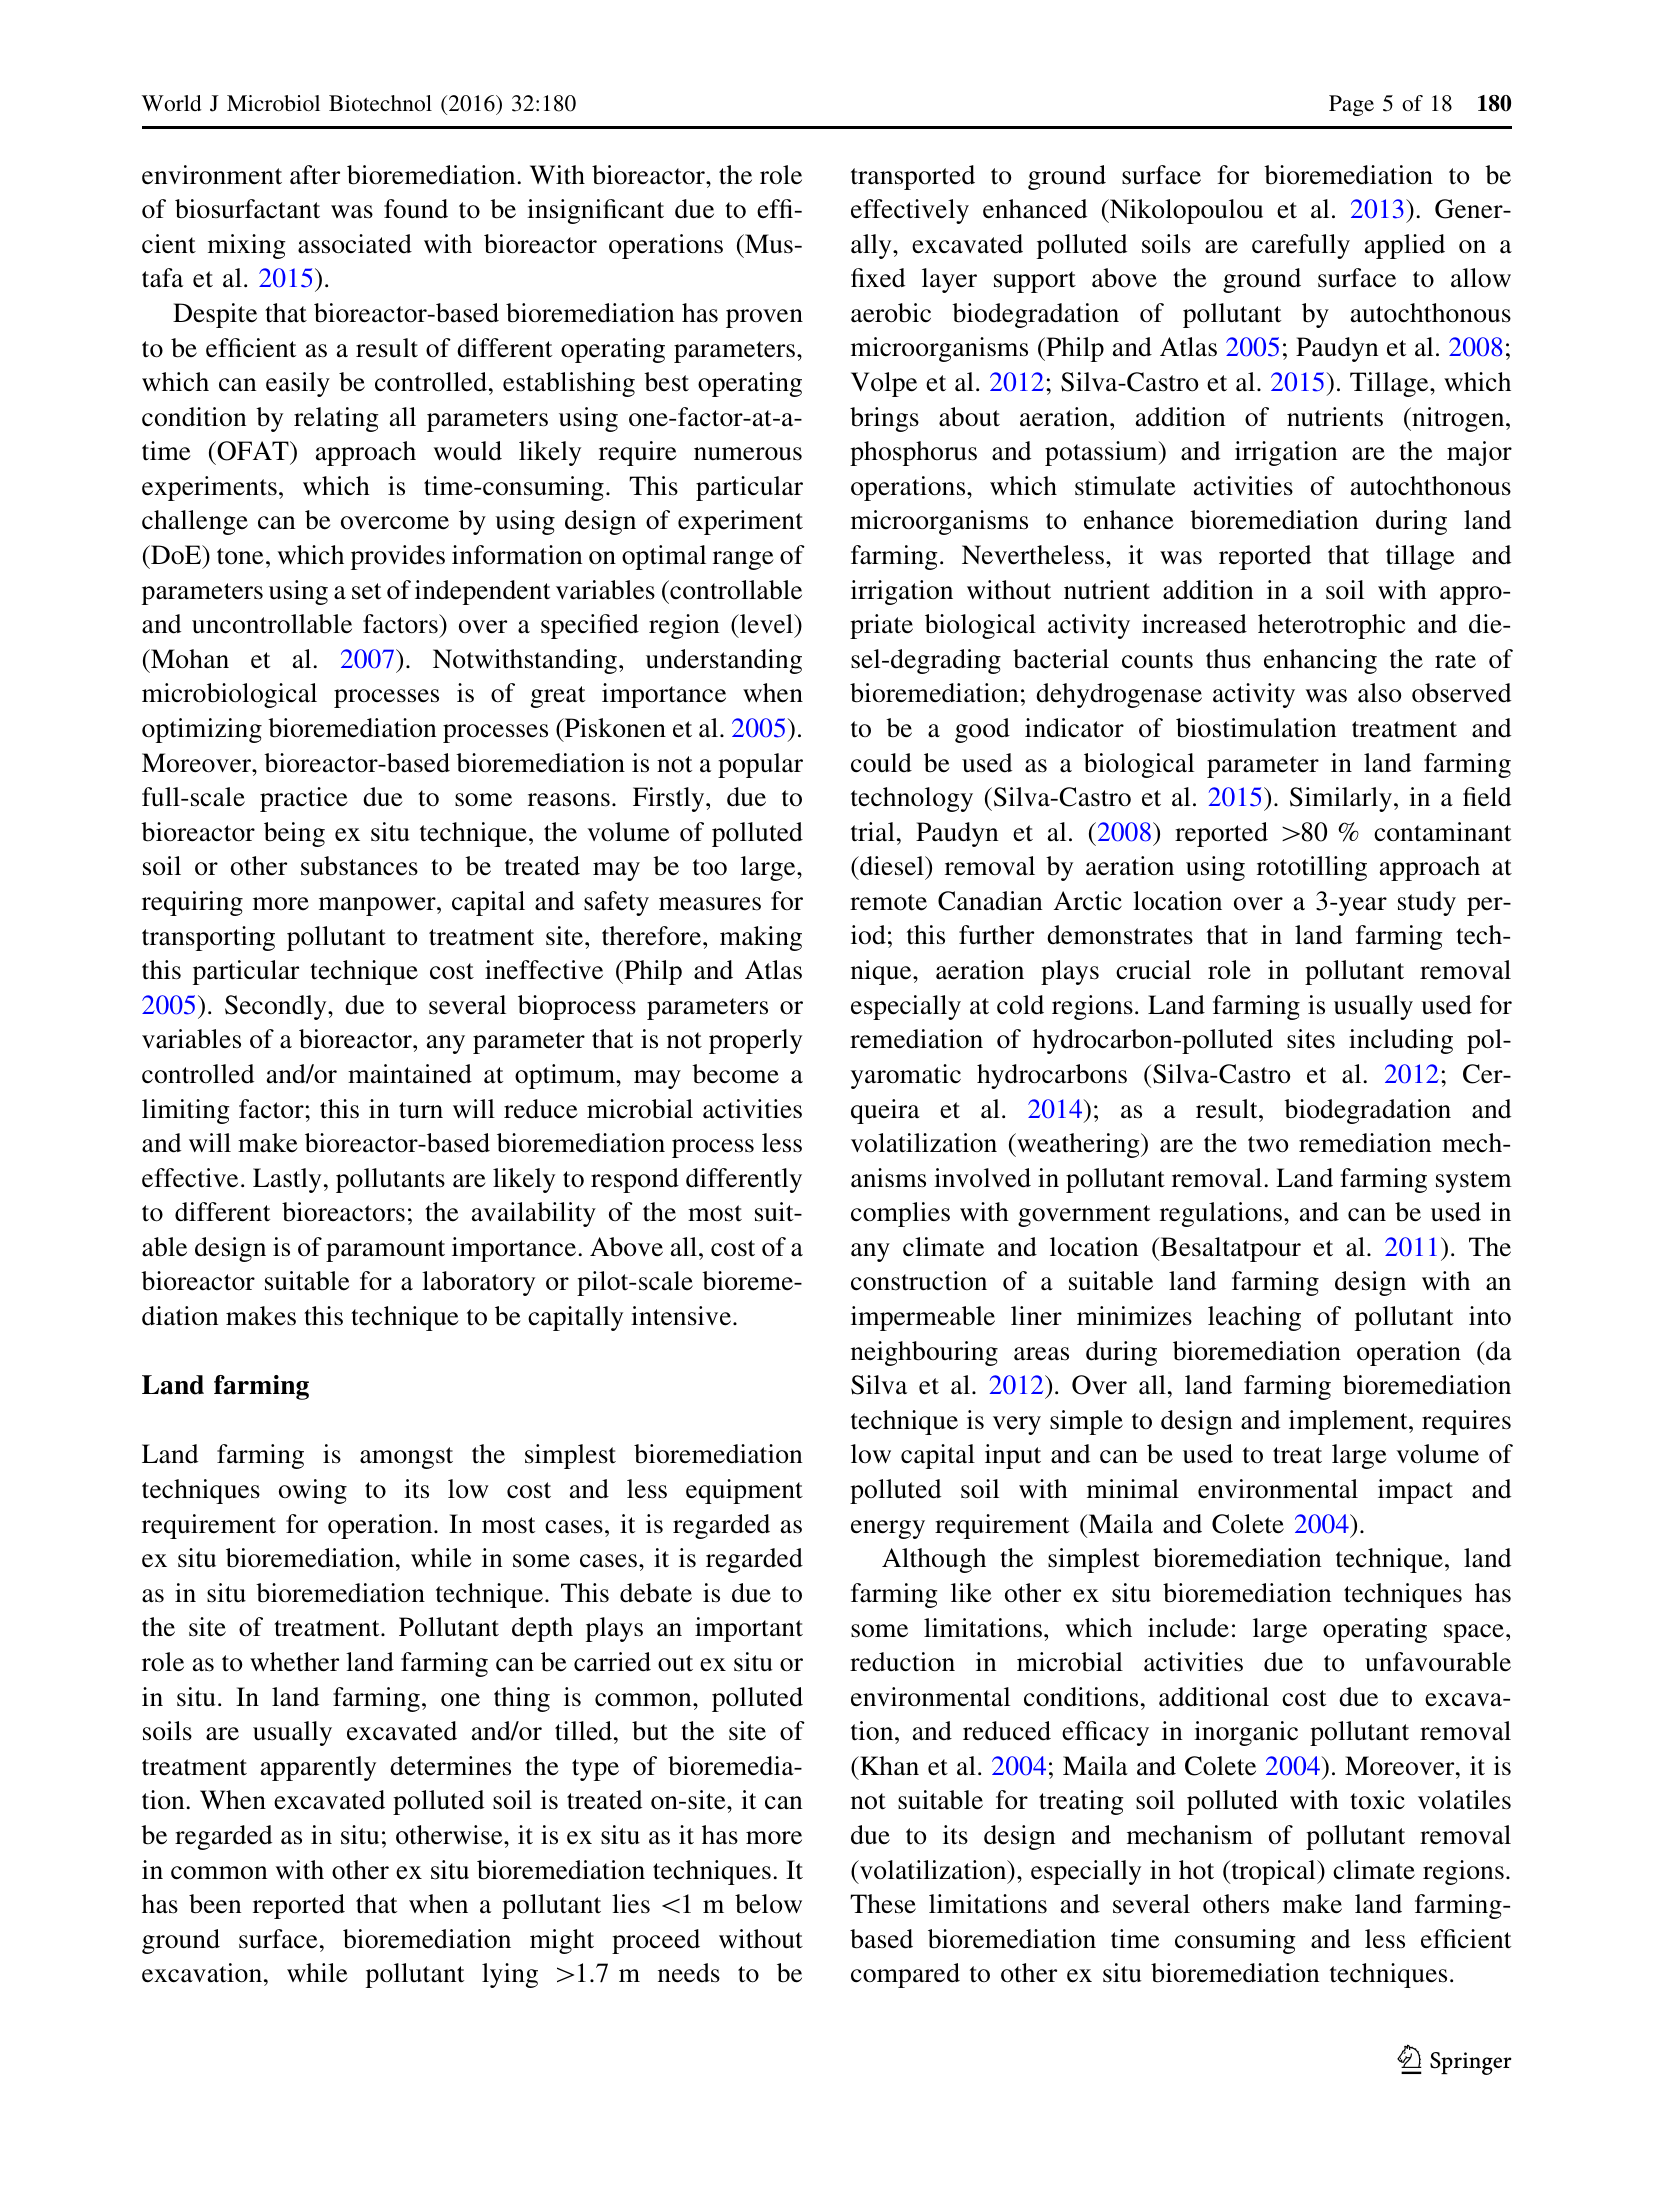 World J Microbiol Biotechnol (2016) 32:180
Page 5 of 18 180
environment after bioremediation. With bioreactor, the role
of biosurfactant was found to be insignificant due to effi-
cient mixing associated with bioreactor operations (Mus-
tafa et al. 2015).
Despite that bioreactor-based bioremediation has proven
to be efficient as a result of different operating parameters,
which can easily be controlled, establishing best operating
condition by relating all parameters using one-factor-at-a-
time (OFAT) approach would likely require numerous
experiments, which is time-consuming. This particular
challenge can be overcome by using design of experiment
(DoE) tone, which provides information on optimal range of
parameters using a set of independent variables (controllable
and uncontrollable factors) over a specified region (level)
(Mohan et al. 2007). Notwithstanding, understanding
microbiological processes is of great importance when
optimizing bioremediation processes (Piskonen et al. 2005).
Moreover, bioreactor-based bioremediation is not a popular
full-scale practice due to some reasons. Firstly, due to
bioreactor being ex situ technique, the volume of polluted
soil or other substances to be treated may be too large,
requiring more manpower, capital and safety measures for
transporting pollutant to treatment site, therefore, making
this particular technique cost ineffective (Philp and Atlas
2005). Secondly, due to several bioprocess parameters or
variables of a bioreactor, any parameter that is not properly
controlled and/or maintained at optimum, may become a
limiting factor; this in turn will reduce microbial activities
and will make bioreactor-based bioremediation process less
effective. Lastly, pollutants are likely to respond differently
to different bioreactors; the availability of the most suit-
able design is of paramount importance. Above all, cost of a
bioreactor suitable for a laboratory or pilot-scale bioreme-
diation makes this technique to be capitally intensive.
Land farming
Land farming is amongst the simplest bioremediation
techniques owing to its low cost and less equipment
requirement for operation. In most cases, it is regarded as
ex situ bioremediation, while in some cases, it is regarded
as in situ bioremediation technique. This debate is due to
the site of treatment. Pollutant depth plays an important
role as to whether land farming can be carried out ex situ or
in situ. In land farming, one thing is common, polluted
soils are usually excavated and/or tilled, but the site of
treatment apparently determines the type of bioremedia-
tion. When excavated polluted soil is treated on-site, it can
be regarded as in situ; otherwise, it is ex situ as it has more
in common with other ex situ bioremediation techniques. It
has been reported that when a pollutant lies <1 m below
ground surface, bioremediation might proceed without
excavation, while pollutant lying >1.7 m needs to be
transported to ground surface for bioremediation to be
effectively enhanced (Nikolopoulou et al. 2013). Gener-
ally, excavated polluted soils are carefully applied on a
fixed layer support above the ground surface to allow
aerobic biodegradation of pollutant by autochthonous
microorganisms (Philp and Atlas 2005; Paudyn et al. 2008;
Volpe et al. 2012; Silva-Castro et al. 2015). Tillage, which
brings about aeration, addition of nutrients (nitrogen,
phosphorus and potassium) and irrigation are the major
operations, which stimulate activities of autochthonous
microorganisms to enhance bioremediation during land
farming. Nevertheless, it was reported that tillage and
irrigation without nutrient addition in a soil with appro-
priate biological activity increased heterotrophic and die-
sel-degrading bacterial counts thus enhancing the rate of
bioremediation; dehydrogenase activity was also observed
to be a good indicator of biostimulation treatment and
could be used as a biological parameter in land farming
technology (Silva-Castro et al. 2015). Similarly, in a field
trial, Paudyn et al. (2008) reported >80 % contaminant
(diesel) removal by aeration using rototilling approach at
remote Canadian Arctic location over a 3-year study per-
iod; this further demonstrates that in land farming tech-
nique, aeration plays crucial role in pollutant removal
especially at cold regions. Land farming is usually used for
remediation of hydrocarbon-polluted sites including pol-
yaromatic hydrocarbons (Silva-Castro et al. 2012; Cer-
queira et al. 2014); as a result, biodegradation and
volatilization (weathering) are the two remediation mech-
anisms involved in pollutant removal. Land farming system
complies with government regulations, and can be used in
any climate and location (Besaltatpour et al. 2011). The
construction of a suitable land farming design with an
impermeable liner minimizes leaching of pollutant into
neighbouring areas during bioremediation operation (da
Silva et al. 2012). Over all, land farming bioremediation
technique is very simple to design and implement, requires
low capital input and can be used to treat large volume of
polluted soil with minimal environmental impact and
energy requirement (Maila and Colete 2004).
Although the simplest bioremediation technique, land
farming like other ex situ bioremediation techniques has
some limitations, which include: large operating space,
reduction in microbial activities due to unfavourable
environmental conditions, additional cost due to excava-
tion, and reduced efficacy in inorganic pollutant removal
(Khan et al. 2004; Maila and Colete 2004). Moreover, it is
not suitable for treating soil polluted with toxic volatiles
due to its design and mechanism of pollutant removal
(volatilization), especially in hot (tropical) climate regions.
These limitations and several others make land farming-
based bioremediation time consuming and less efficient
compared to other ex situ bioremediation techniques.
Springer